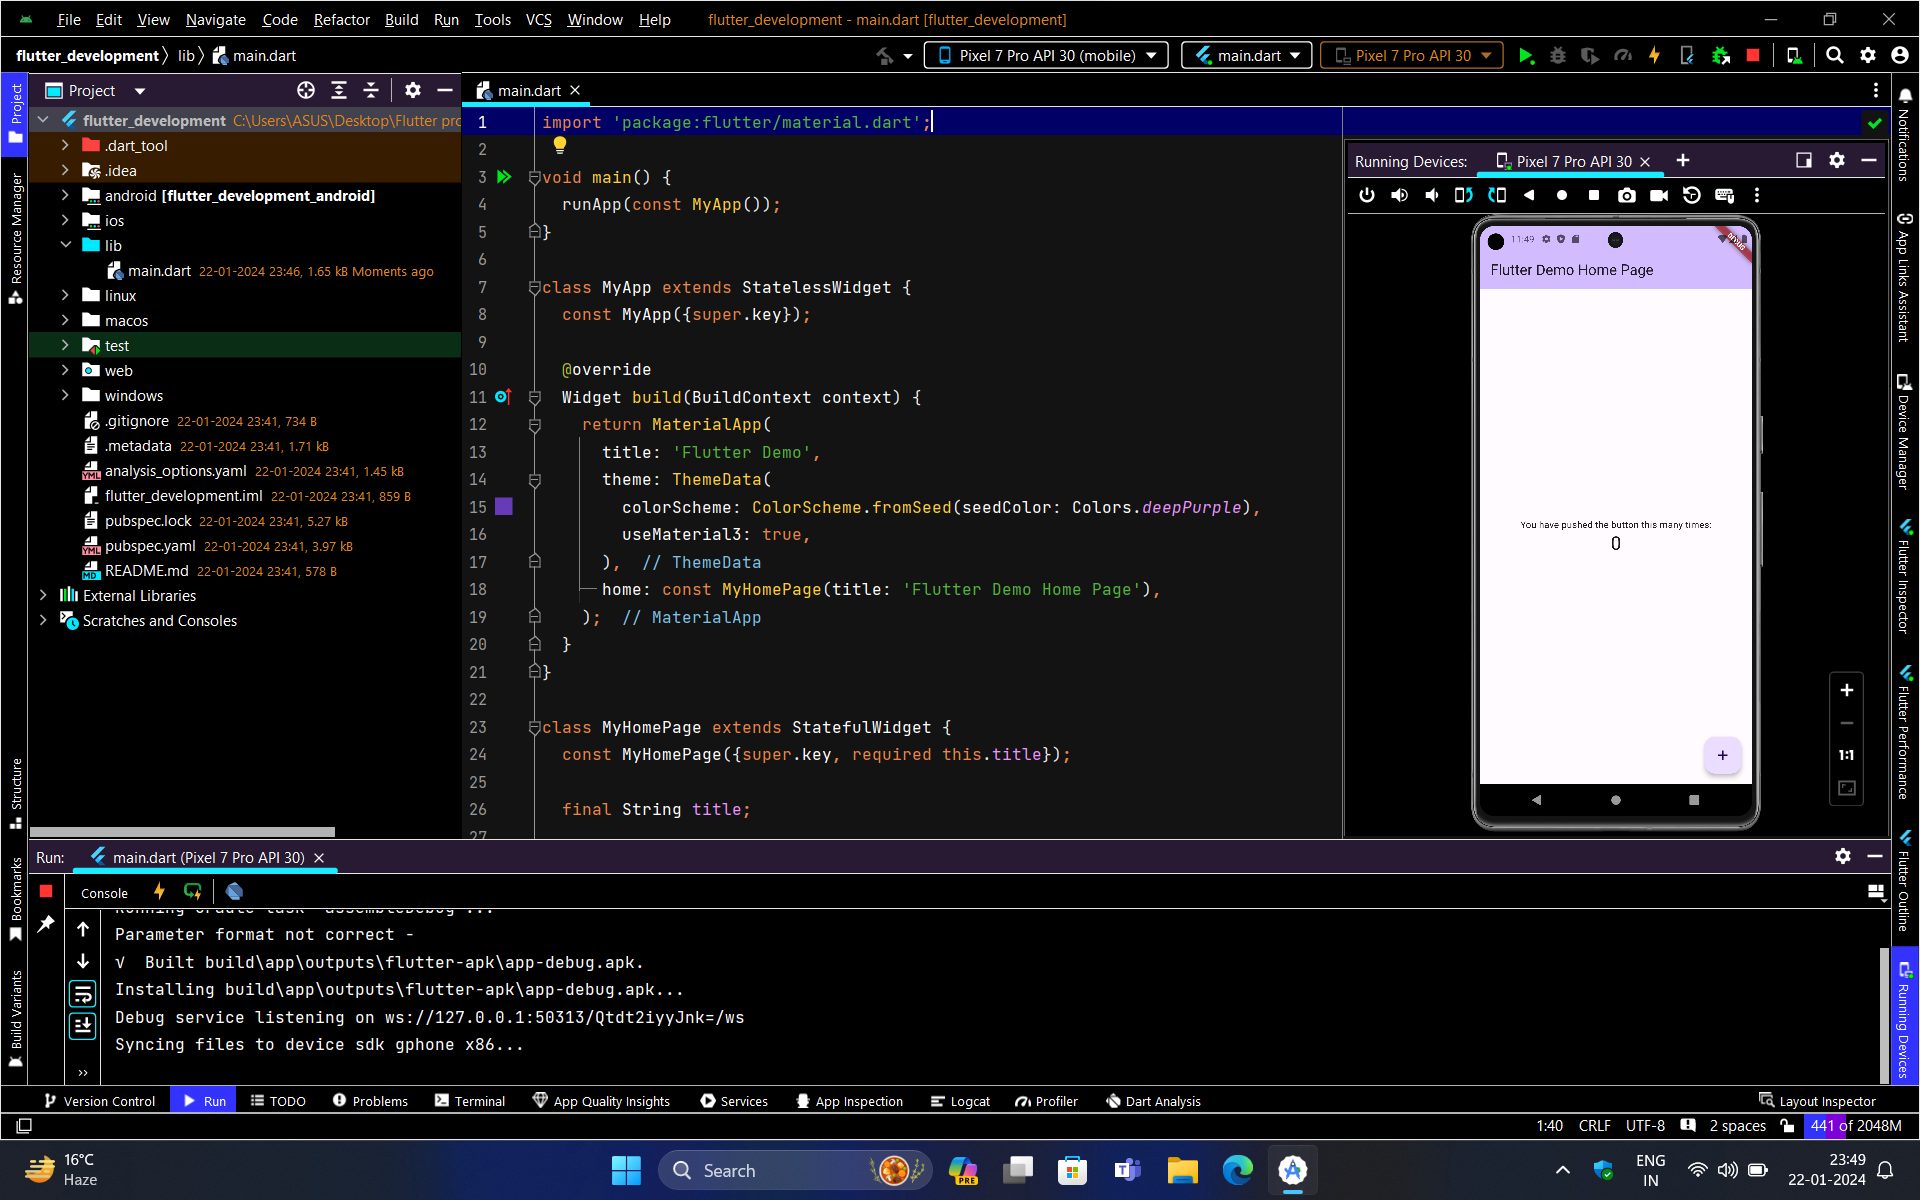 File Edit View Navigate Code Refactor Build Run Tools VCS Window Help flutter_development - main.dart [flutter_development]
flutter_development lib main.dart
Pixel 7 Pro API 30 (mobile) main.dart Pixel 7 Pro API 30
Project
Resource Manager
Structure
Bookmarks
Build Variants
Project
flutter_development C:\Users\ASUS\Desktop\Flutter pro
.dart_tool
.idea
android [flutter_development_android]
ios
lib
main.dart 22-01-2024 23:46, 1.65 kB Moments ago
linux
macos
test
web
windows
.gitignore 22-01-2024 23:41, 734 B
.metadata 22-01-2024 23:41, 1.71 kB
analysis_options.yaml 22-01-2024 23:41, 1.45 kB
flutter_development.iml 22-01-2024 23:41, 859 B
pubspec.lock 22-01-2024 23:41, 5.27 kB
pubspec.yaml 22-01-2024 23:41, 3.97 kB
README.md 22-01-2024 23:41, 578 B
External Libraries
Scratches and Consoles
main.dart
1 import 'package:flutter/material.dart';
2
3 void main() {
4 runApp(const MyApp());
5 }
6
7 class MyApp extends StatelessWidget {
8 const MyApp({super.key});
9
10 @override
11 Widget build(BuildContext context) {
12 return MaterialApp(
13 title: 'Flutter Demo',
14 theme: ThemeData(
15 colorScheme: ColorScheme.fromSeed(seedColor: Colors.deepPurple),
16 useMaterial3: true,
17 ), // ThemeData
18 home: const MyHomePage(title: 'Flutter Demo Home Page'),
19 ); // MaterialApp
20 }
21 }
22
23 class MyHomePage extends StatefulWidget {
24 const MyHomePage({super.key, required this.title});
25
26 final String title;
27
Running Devices: Pixel 7 Pro API 30
11:49
DEBUG
Flutter Demo Home Page
You have pushed the button this many times:
0
+
1:1
Notifications
App Links Assistant
Device Manager
Flutter Inspector
Flutter Performance
Flutter Outline
Running Devices
Run: main.dart (Pixel 7 Pro API 30)
Console
Running Gradle task 'assembleDebug'...
Parameter format not correct -
√ Built build\app\outputs\flutter-apk\app-debug.apk.
Installing build\app\outputs\flutter-apk\app-debug.apk...
Debug service listening on ws://127.0.0.1:50313/Qtdt2iyyJnk=/ws
Syncing files to device sdk gphone x86...
Version Control Run TODO Problems Terminal App Quality Insights Services App Inspection Logcat Profiler Dart Analysis Layout Inspector
1:40 CRLF UTF-8 2 spaces 441 of 2048M
16°C
Haze
Search
PRE
ENG
IN
23:49
22-01-2024